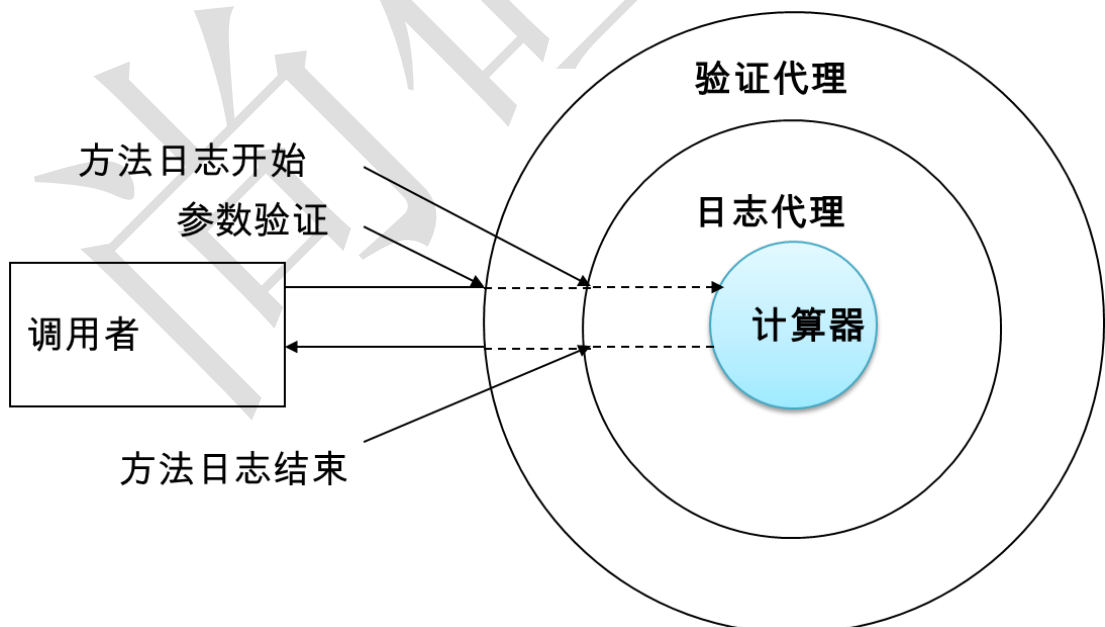 验证代理
方法日志开始
日志代理
参数验证
调用者
计算器
方法日志结束